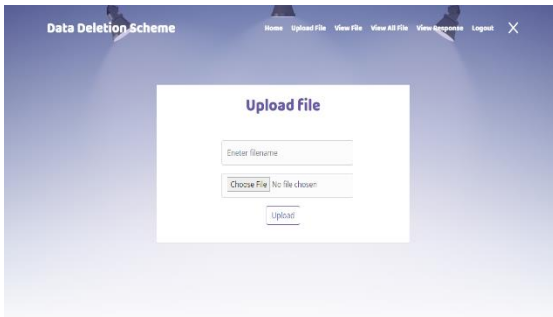 Data Deletion Scheme
Home Upload File View File View All File View Response Logout X
Upload file
Eneter filename
Choose File No file chosen
Upload